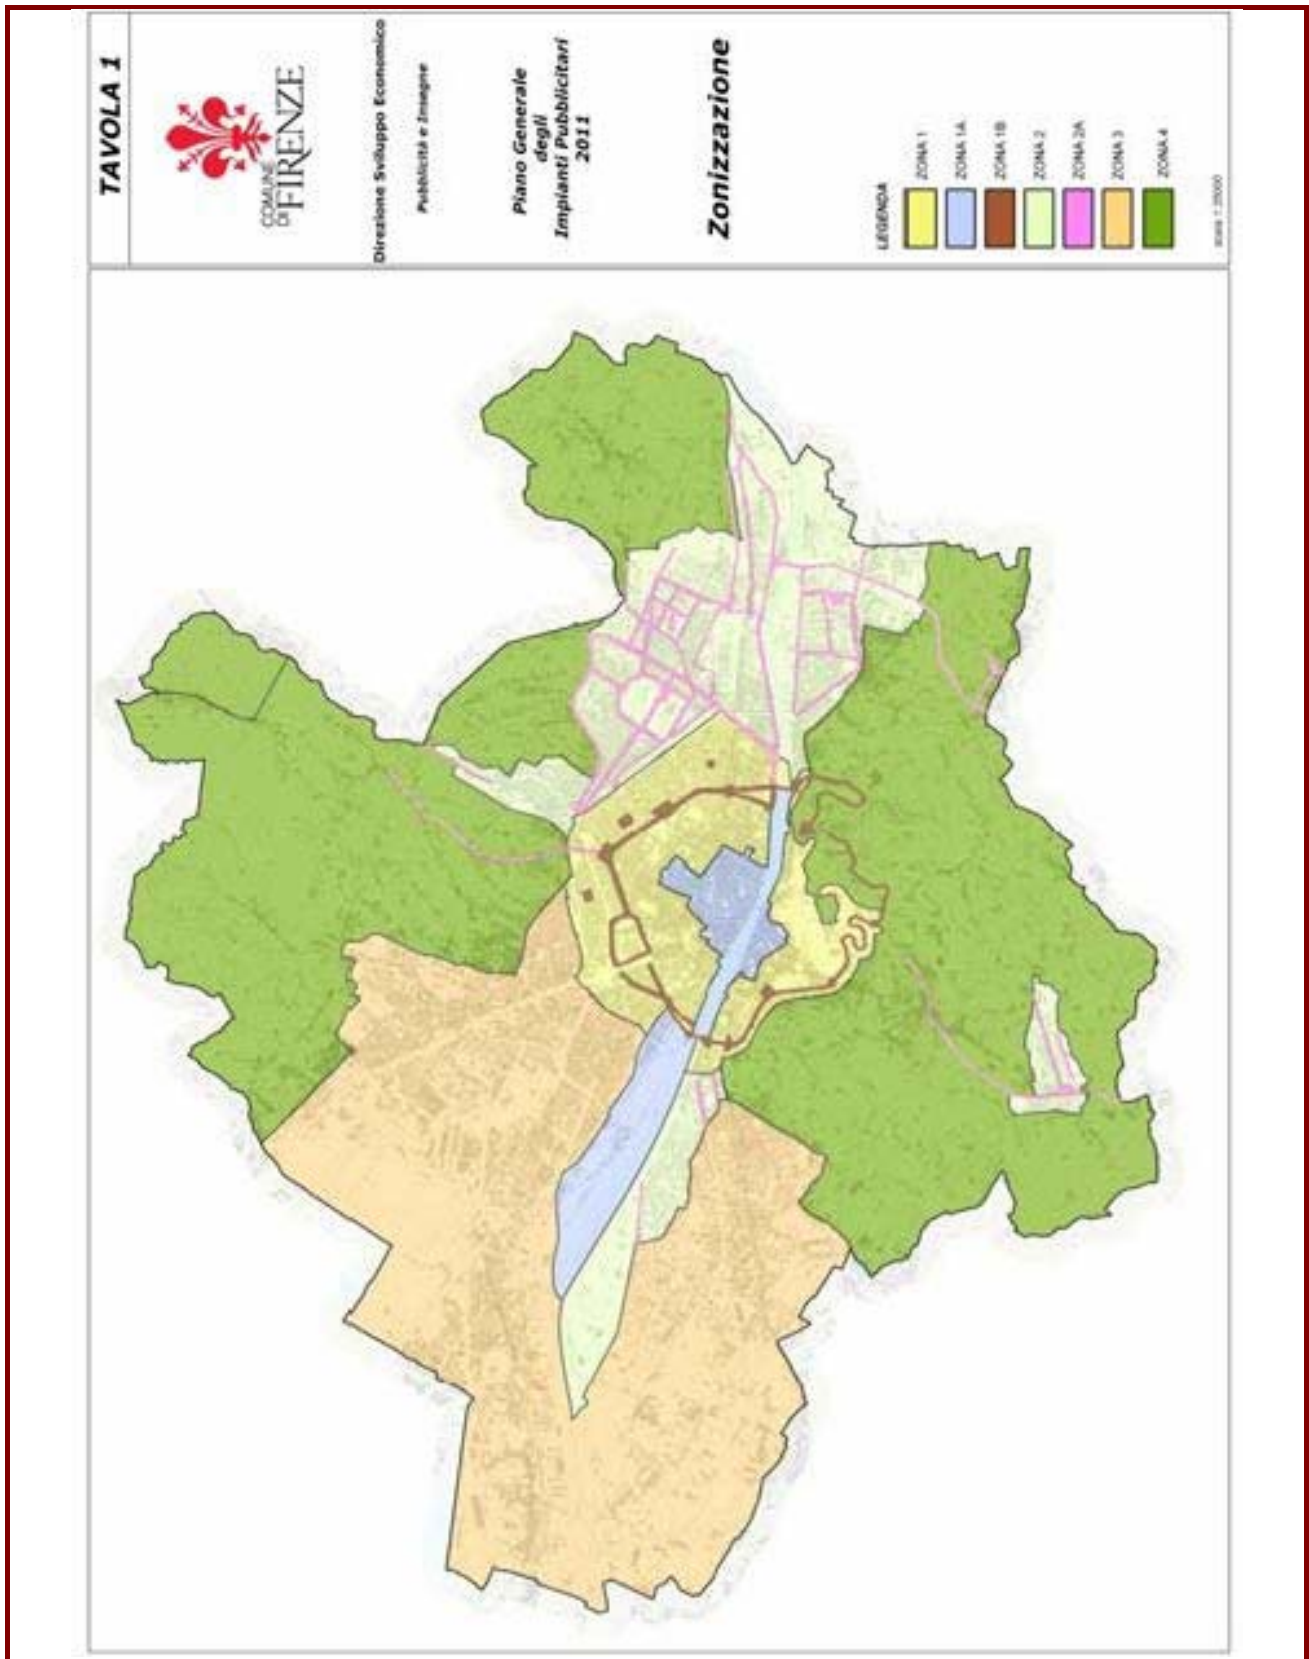 TAVOLA 1
COMUNE
DI FIRENZE
Direzione Sviluppo Economico
Pubblicità e Insegne
Piano Generale
degli
Impianti Pubblicitari
2011
Zonizzazione
LEGENDA
ZONA 1
ZONA 1A
ZONA 1B
ZONA 2
ZONA 2A
ZONA 3
ZONA 4